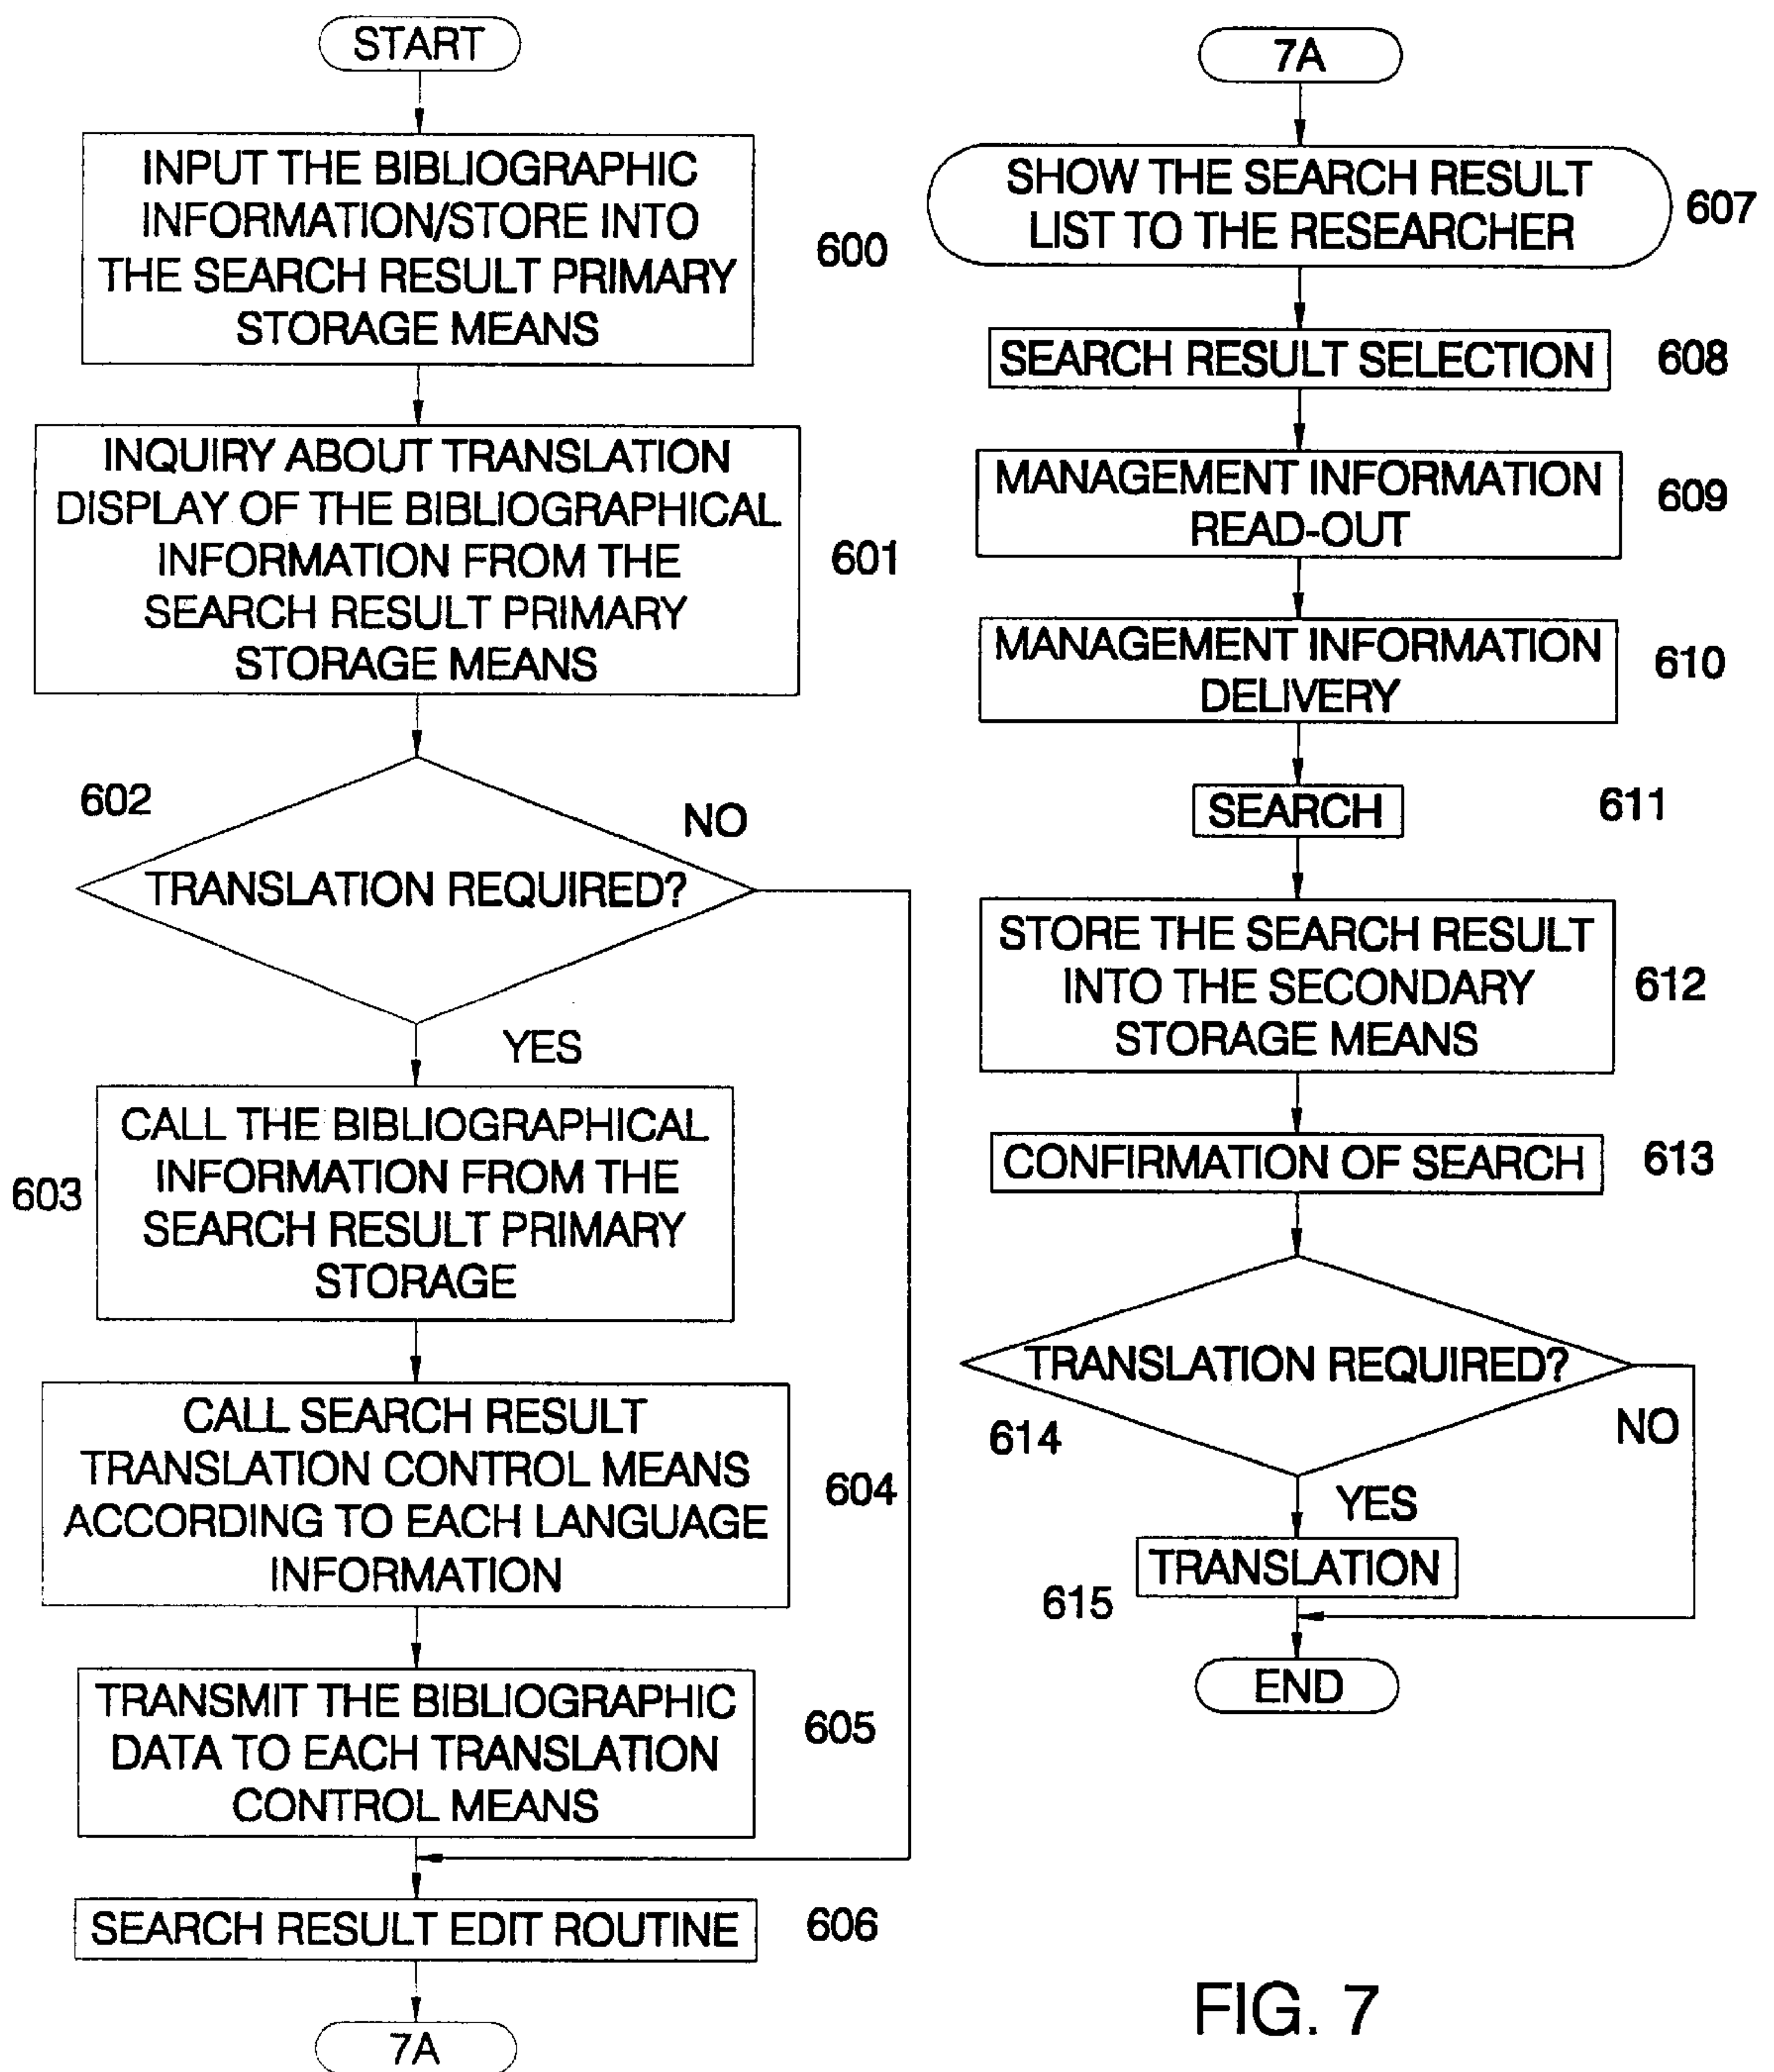 START
INPUT THE BIBLIOGRAPHIC
INFORMATION/STORE INTO
THE SEARCH RESULT PRIMARY
STORAGE MEANS
600
INQUIRY ABOUT TRANSLATION
DISPLAY OF THE BIBLIOGRAPHICAL
INFORMATION FROM THE
SEARCH RESULT PRIMARY
STORAGE MEANS
601
602
NO
TRANSLATION REQUIRED?
YES
CALL THE BIBLIOGRAPHICAL
INFORMATION FROM THE
SEARCH RESULT PRIMARY
STORAGE
603
CALL SEARCH RESULT
TRANSLATION CONTROL MEANS
ACCORDING TO EACH LANGUAGE
INFORMATION
604
TRANSMIT THE BIBLIOGRAPHIC
DATA TO EACH TRANSLATION
CONTROL MEANS
605
SEARCH RESULT EDIT ROUTINE
606
7A
7A
SHOW THE SEARCH RESULT
LIST TO THE RESEARCHER
607
SEARCH RESULT SELECTION
608
MANAGEMENT INFORMATION
READ-OUT
609
MANAGEMENT INFORMATION
DELIVERY
610
SEARCH
611
STORE THE SEARCH RESULT
INTO THE SECONDARY
STORAGE MEANS
612
CONFIRMATION OF SEARCH
613
TRANSLATION REQUIRED?
614
NO
YES
TRANSLATION
615
END
FIG. 7